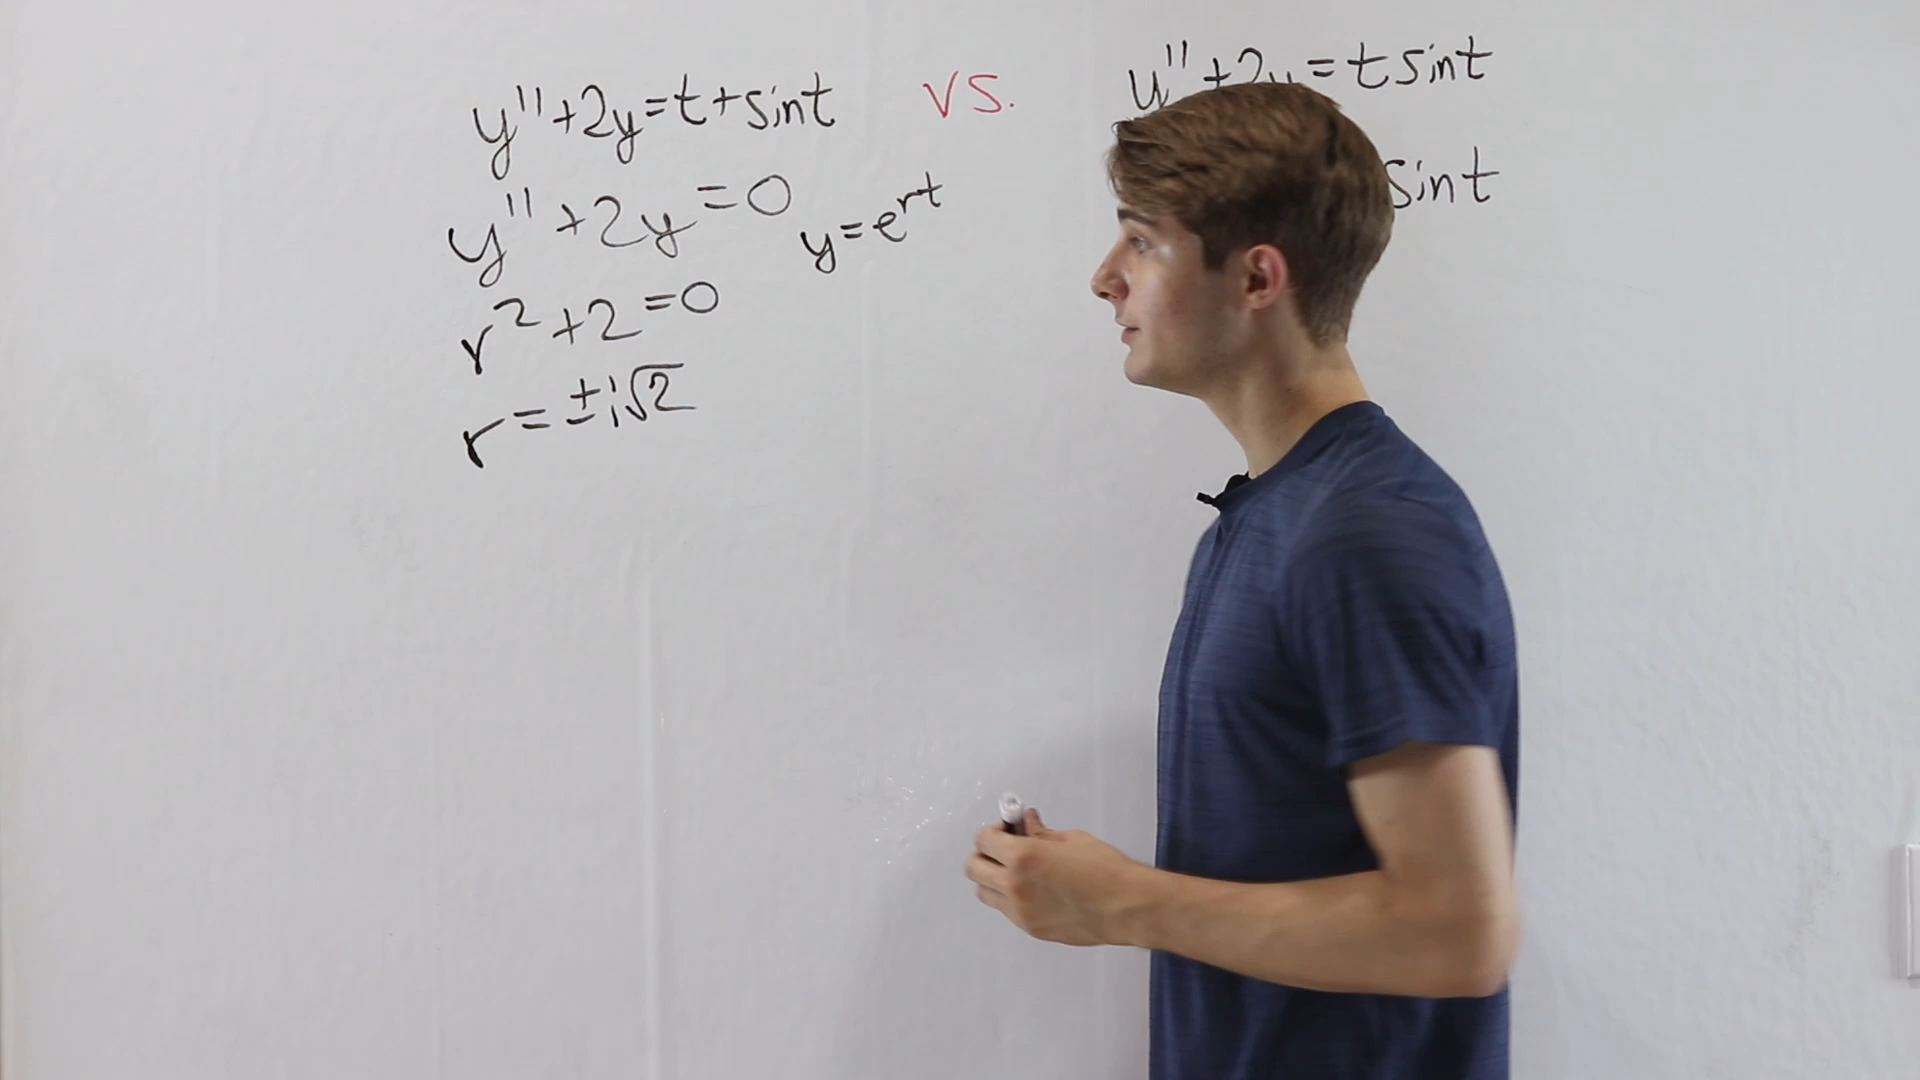 y''+2y=t+sint
vs.
y''+2y=tsint
y''+2y=0 y=e^rt
sint
r²+2=0
r=±i√2